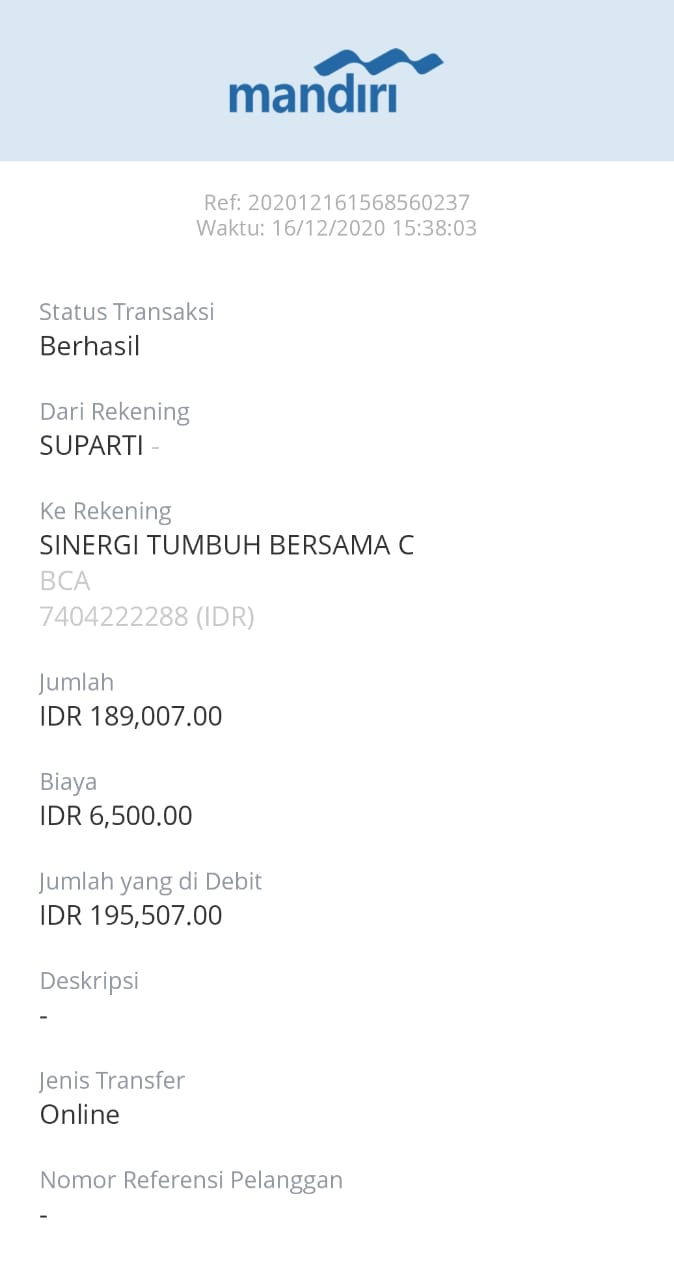 mandırı
Ref: 202012161568560237
Waktu: 16/12/2020 15:38:03
Status Transaksi
Berhasil
Dari Rekening
SUPARTI -
Ke Rekening
SINERGI TUMBUH BERSAMA C
BCA
7404222288 (IDR)
Jumlah
IDR 189,007.00
Biaya
IDR 6,500.00
Jumlah yang di Debit
IDR 195,507.00
Deskripsi
-
Jenis Transfer
Online
Nomor Referensi Pelanggan
-